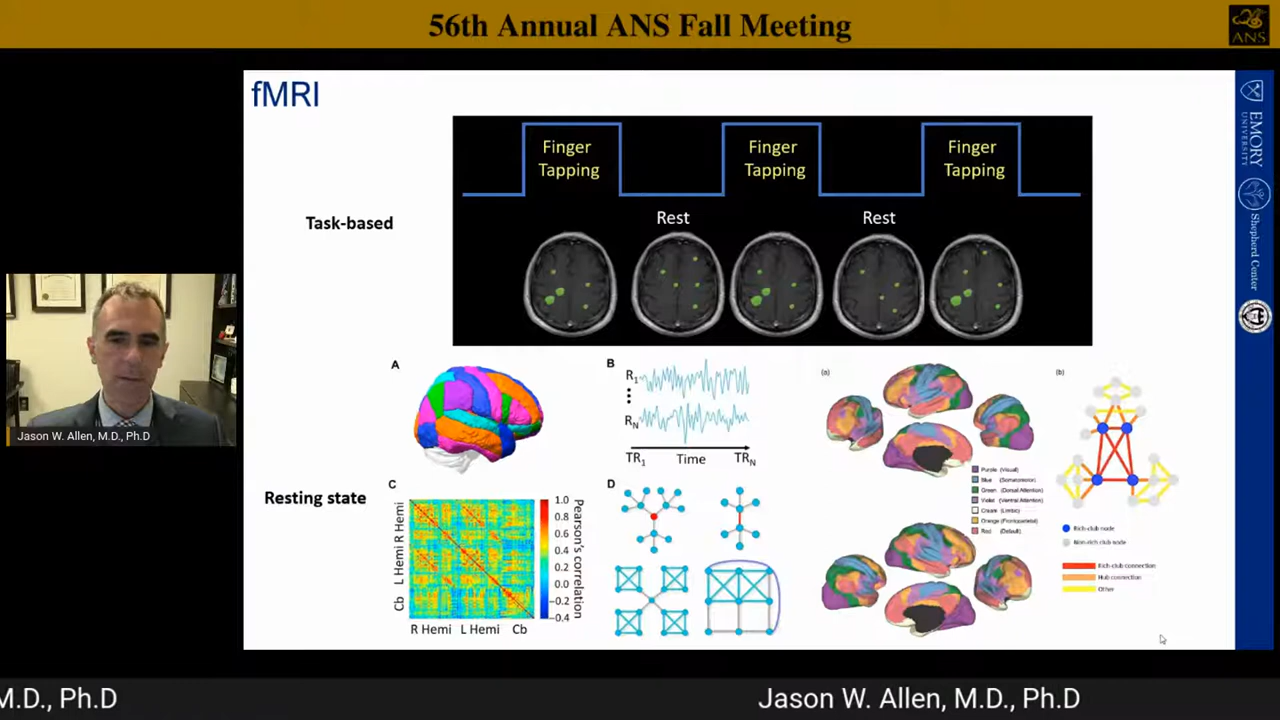 56th Annual ANS Fall Meeting
ANS
fMRI
Finger
Tapping
Finger
Tapping
Finger
Tapping
Rest
Rest
Task-based
EMORY
UNIVERSITY
Shepherd Center
Jason W. Allen, M.D., Ph.D
A
B
R1
RN
TR1
Time
TRN
(a)
(b)
Purple (Visual)
Blue (Somatomotor)
Green (Dorsal Attention)
Violet (Ventral Attention)
Cream (Limbic)
Orange (Frontoparietal)
Red (Default)
Resting state
C
L Hemi R Hemi
Cb
R Hemi L Hemi Cb
1.0
0.8
0.6
0.4
0.2
0.0
−0.2
−0.4
Pearson's correlation
D
Rich-club node
Non-rich club node
Rich-club connection
Hub connection
Other
M.D., Ph.D
Jason W. Allen, M.D., Ph.D